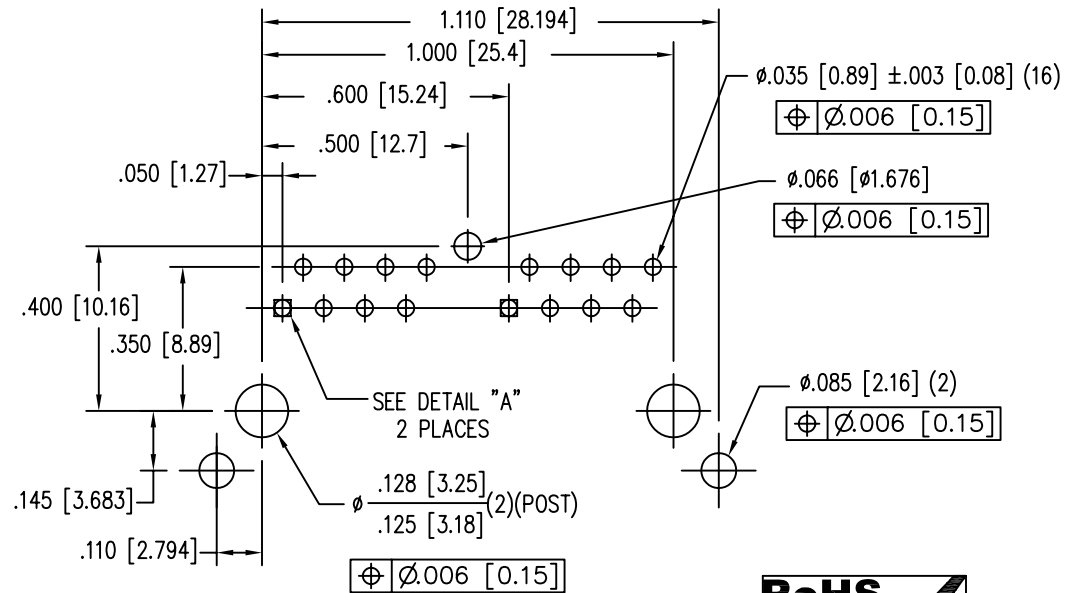 1.110 [28.194]
1.000 [25.4]
.600 [15.24]
.500 [12.7]
.050 [1.27]
ø.035 [0.89] ±.003 [0.08] (16)
⌖ Ø.006 [0.15]
ø.066 [ø1.676]
⌖ Ø.006 [0.15]
.400 [10.16]
.350 [8.89]
SEE DETAIL "A"
2 PLACES
ø.085 [2.16] (2)
⌖ Ø.006 [0.15]
.145 [3.683]
ø .128 [3.25]
.125 [3.18] (2)(POST)
.110 [2.794]
⌖ Ø.006 [0.15]
RoHS